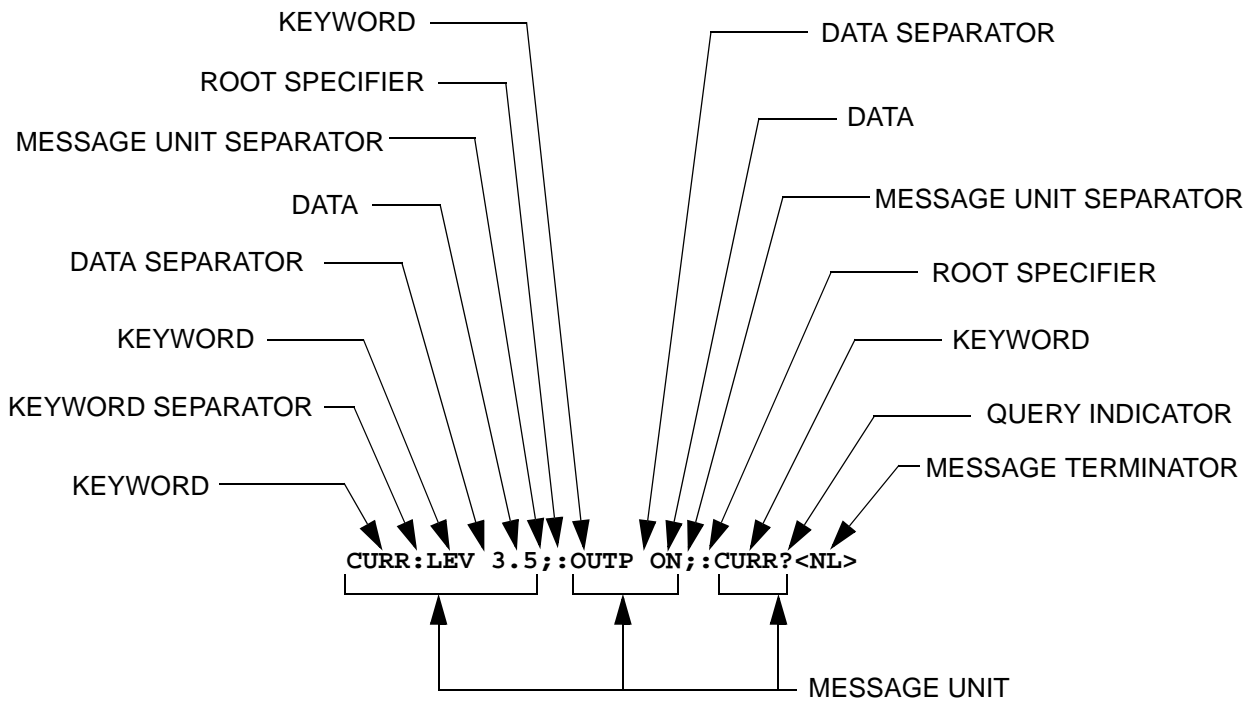 KEYWORD
DATA SEPARATOR
ROOT SPECIFIER
DATA
MESSAGE UNIT SEPARATOR
DATA
MESSAGE UNIT SEPARATOR
DATA SEPARATOR
ROOT SPECIFIER
KEYWORD
KEYWORD
KEYWORD SEPARATOR
QUERY INDICATOR
KEYWORD
MESSAGE TERMINATOR
CURR:LEV 3.5;:OUTP ON;:CURR?<NL>
MESSAGE UNIT